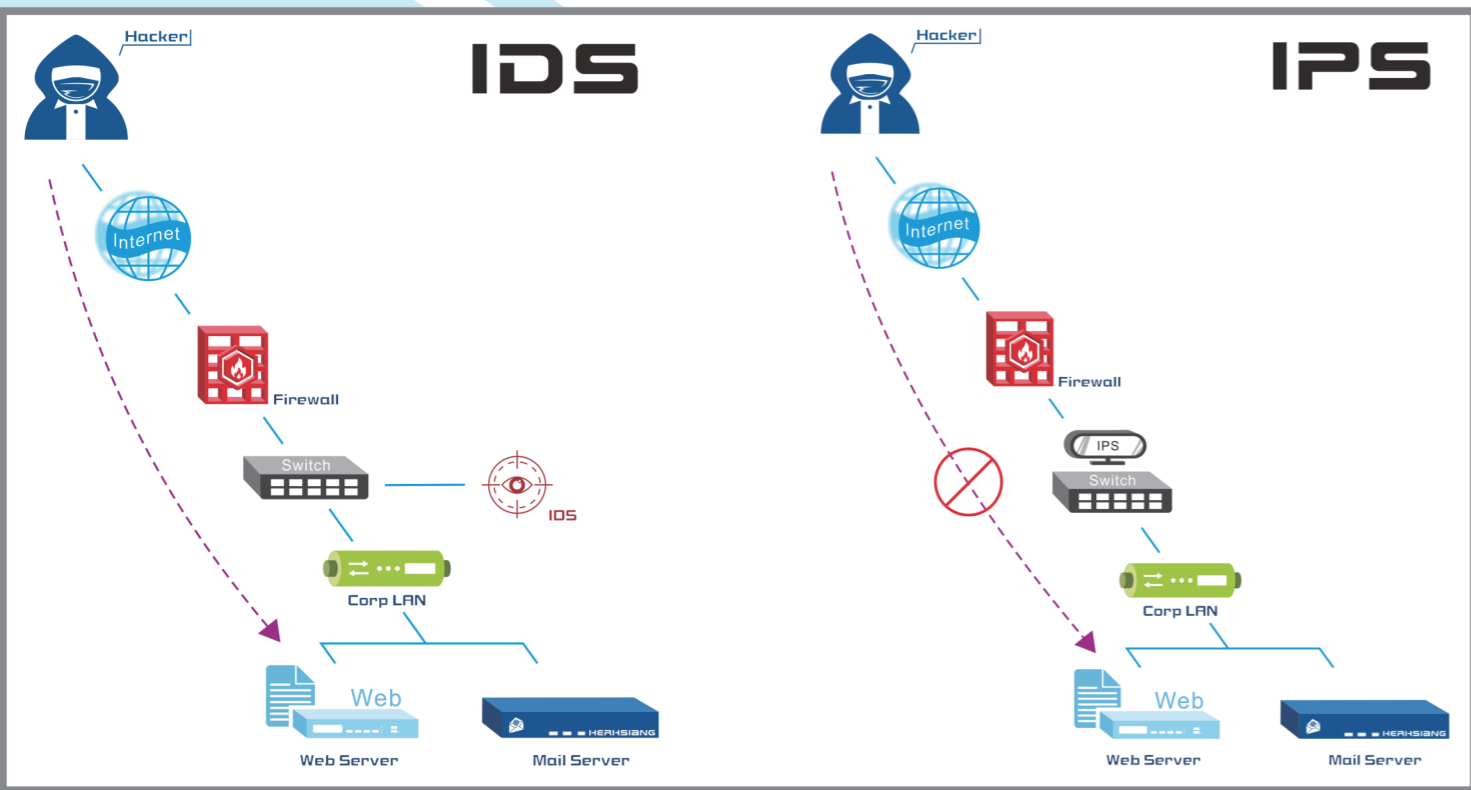 Hacker
IDS
Internet
Firewall
Switch
IDS
Corp LAN
Web
HERHSIANG
Web Server
Mail Server
Hacker
IPS
Internet
Firewall
IPS
Switch
Corp LAN
Web
HERHSIANG
Web Server
Mail Server